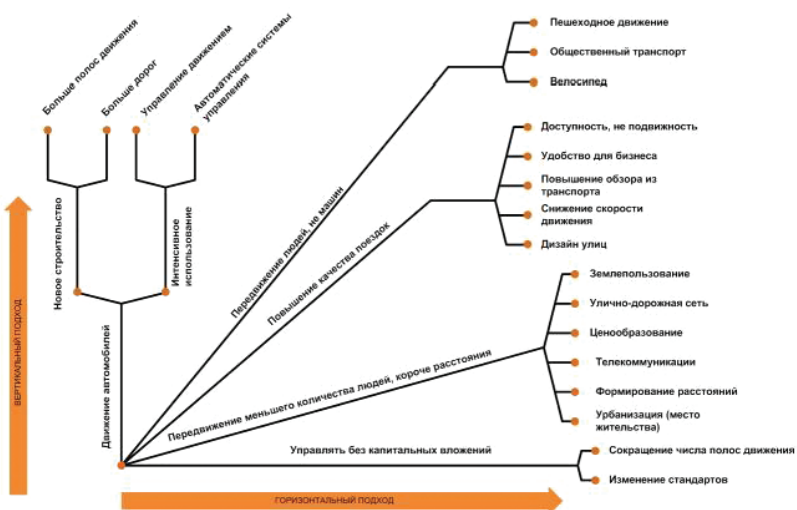 Больше полос движения
Больше дорог
Управление движением
Автоматические системы
управления
Новое строительство
Интенсивное
использование
Движение автомобилей
ВЕРТИКАЛЬНЫЙ ПОДХОД
Передвижение людей, не машин
Пешеходное движение
Общественный транспорт
Велосипед
Повышение качества поездок
Доступность, не подвижность
Удобство для бизнеса
Повышение обзора из
транспорта
Снижение скорости
движения
Дизайн улиц
Передвижение меньшего количества людей, короче расстояния
Землепользование
Улично-дорожная сеть
Ценообразование
Телекоммуникации
Формирование расстояний
Урбанизация (место
жительства)
Управлять без капитальных вложений
Сокращение числа полос движения
Изменение стандартов
ГОРИЗОНТАЛЬНЫЙ ПОДХОД